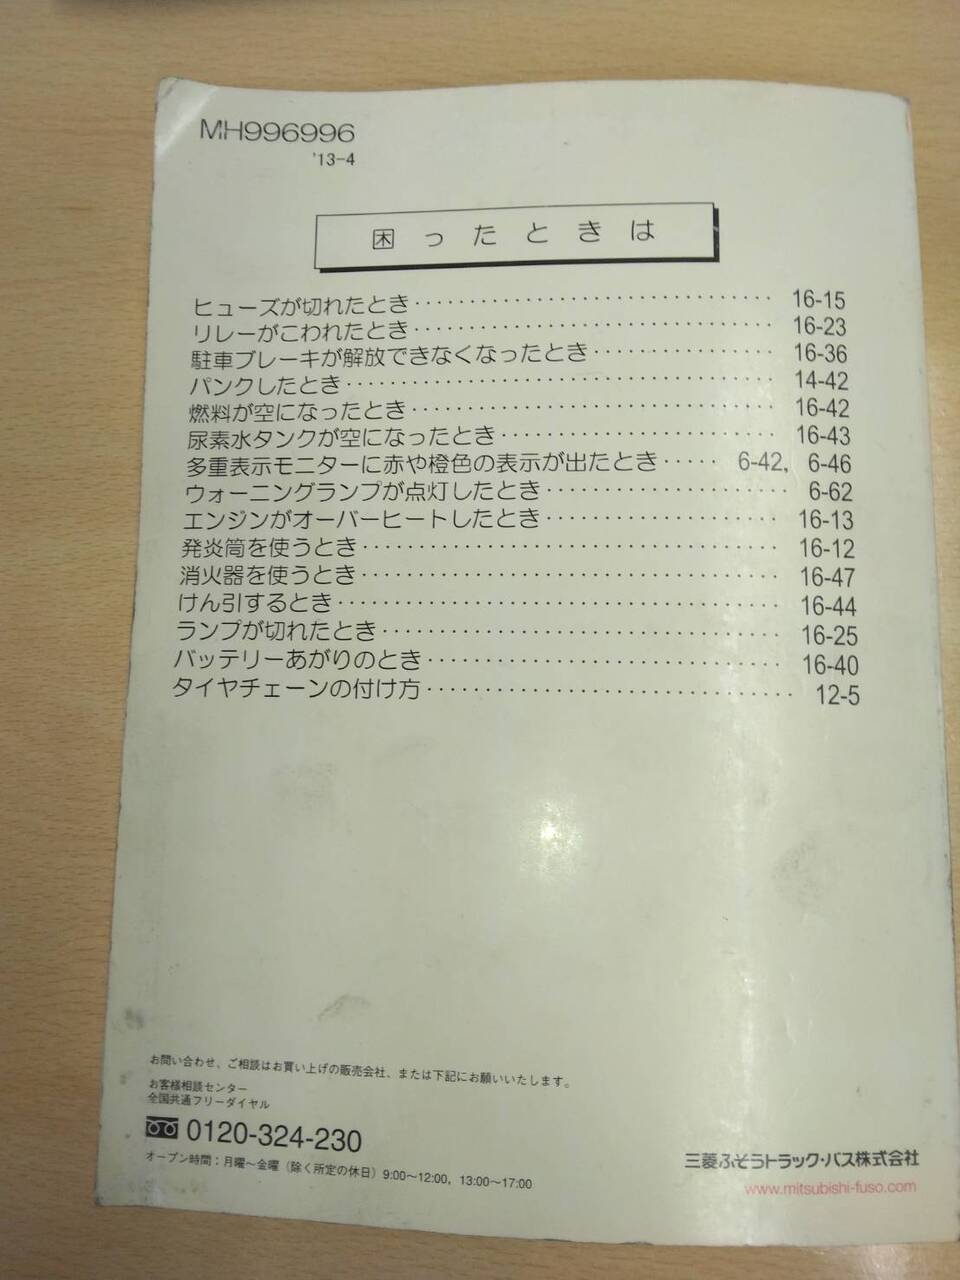 MH996996
'13-4
困ったときは
ヒューズが切れたとき 16-15
リレーがこわれたとき 16-23
駐車ブレーキが解放できなくなったとき 16-36
パンクしたとき 14-42
燃料が空になったとき 16-42
尿素水タンクが空になったとき 16-43
多重表示モニターに赤や橙色の表示が出たとき 6-42, 6-46
ウォーニングランプが点灯したとき 6-62
エンジンがオーバーヒートしたとき 16-13
発炎筒を使うとき 16-12
消火器を使うとき 16-47
けん引するとき 16-44
ランプが切れたとき 16-25
バッテリーあがりのとき 16-40
タイヤチェーンの付け方 12-5
お問い合わせ、ご相談はお買い上げの販売会社、または下記にお願いいたします。
お客様相談センター
全国共通フリーダイヤル
0120-324-230
オープン時間：月曜～金曜（除く所定の休日）9:00～12:00, 13:00～17:00
三菱ふそうトラック・バス株式会社
www.mitsubishi-fuso.com